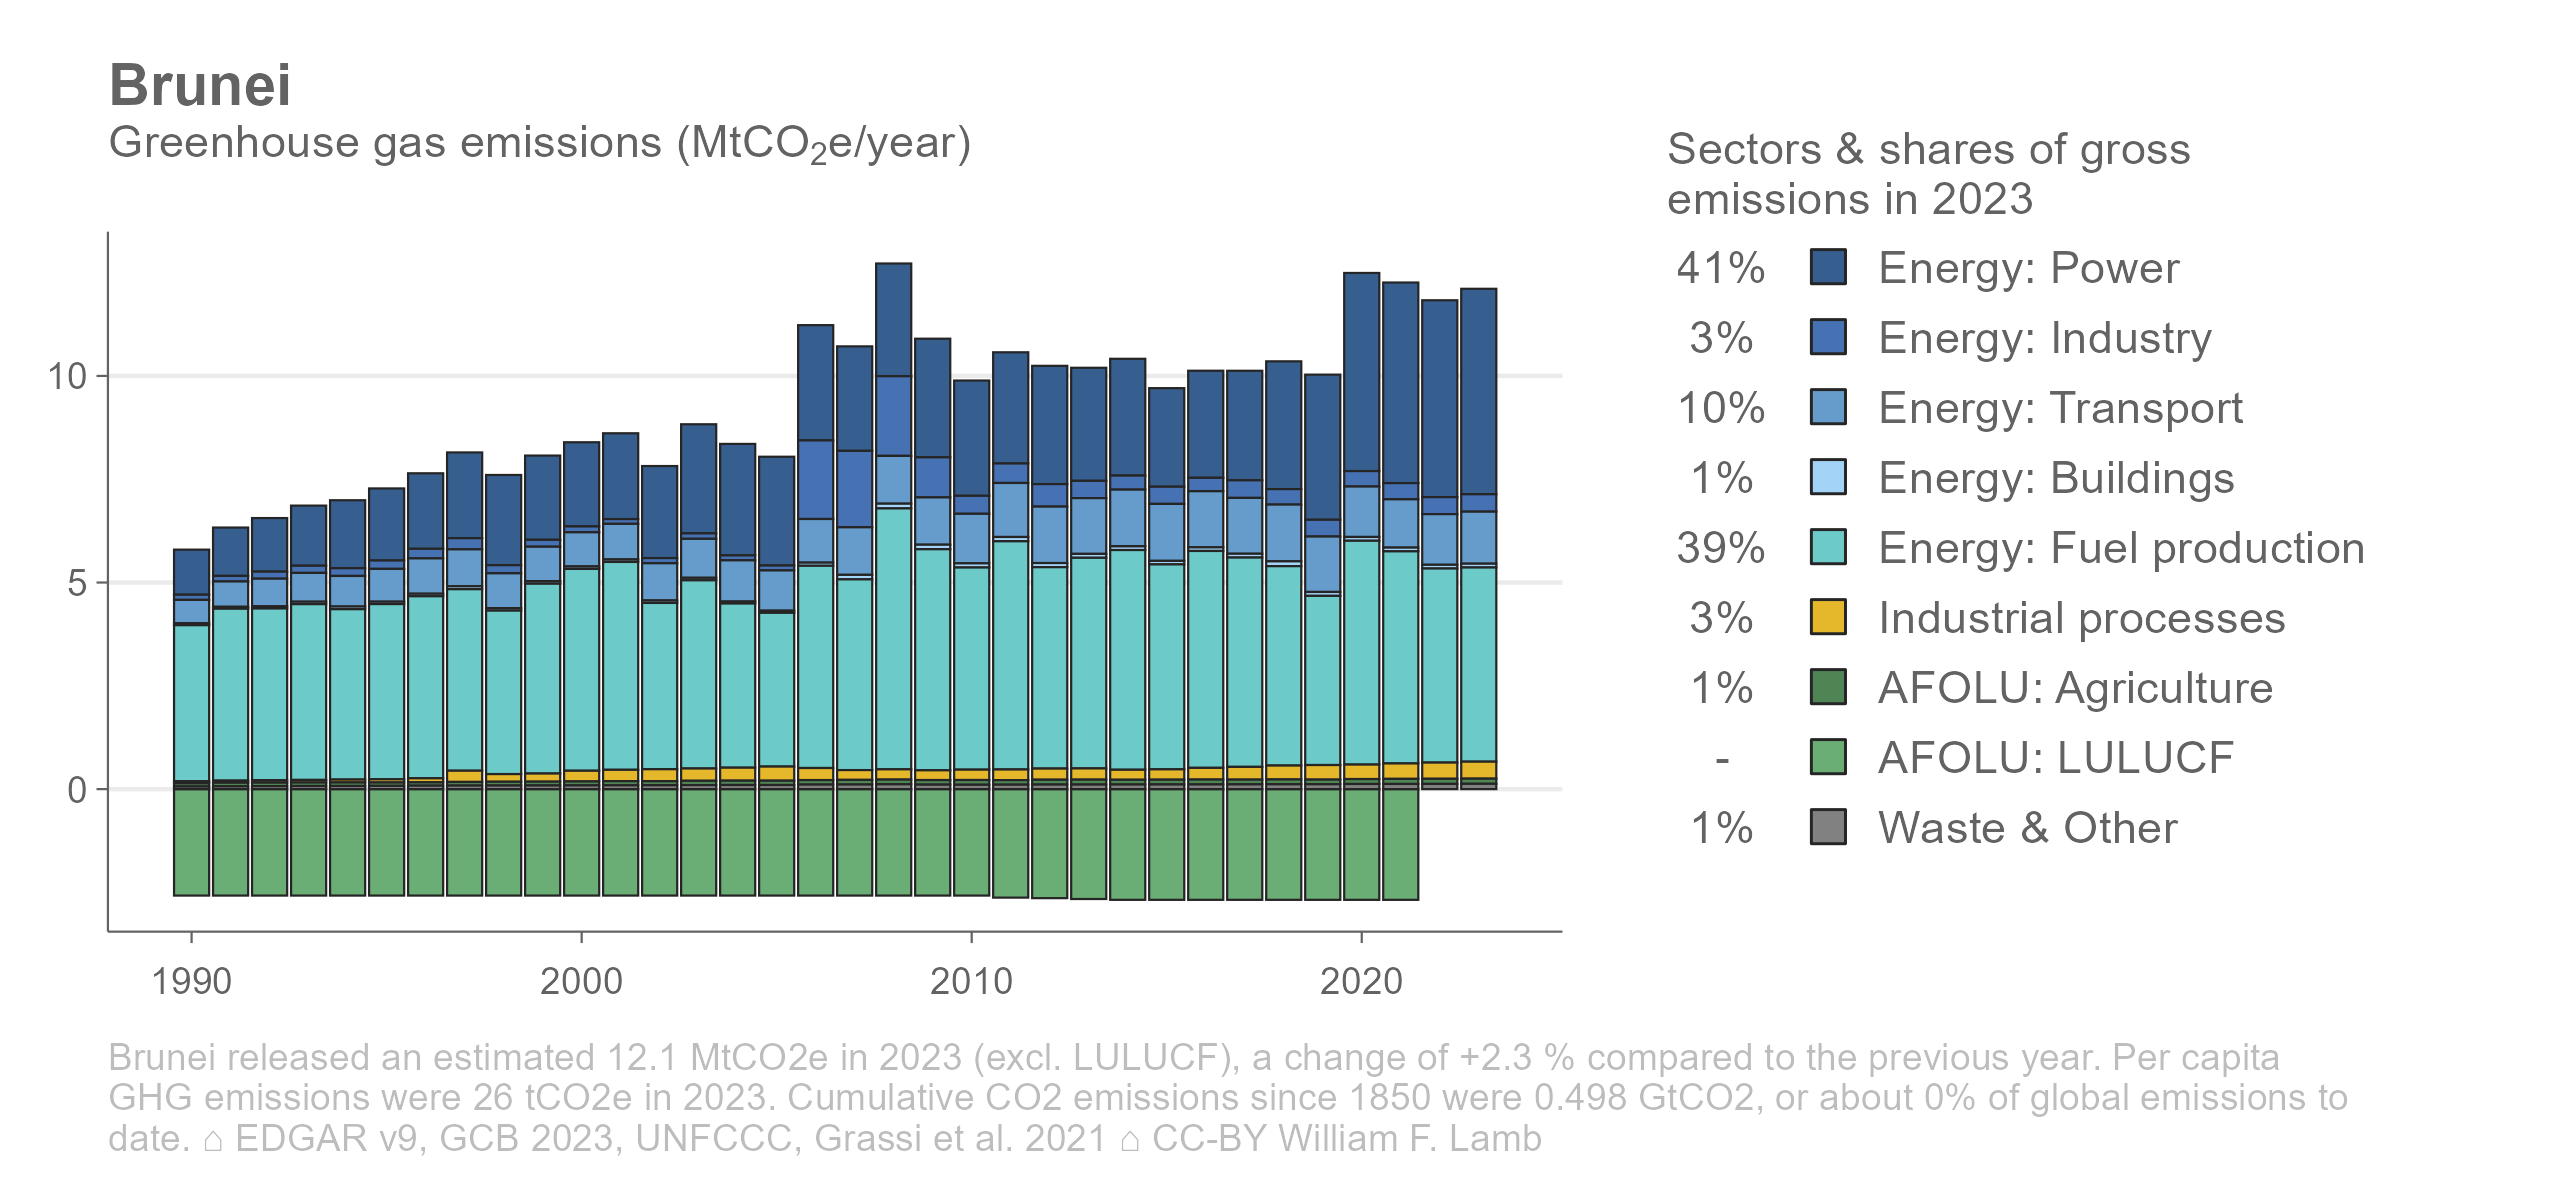 Brunei
Greenhouse gas emissions (MtCO₂e/year)
Sectors & shares of gross
emissions in 2023
41% Energy: Power
3% Energy: Industry
10% Energy: Transport
1% Energy: Buildings
39% Energy: Fuel production
3% Industrial processes
1% AFOLU: Agriculture
- AFOLU: LULUCF
1% Waste & Other
10
5
0
1990 2000 2010 2020
Brunei released an estimated 12.1 MtCO2e in 2023 (excl. LULUCF), a change of +2.3 % compared to the previous year. Per capita
GHG emissions were 26 tCO2e in 2023. Cumulative CO2 emissions since 1850 were 0.498 GtCO2, or about 0% of global emissions to
date. ⌂ EDGAR v9, GCB 2023, UNFCCC, Grassi et al. 2021 ⌂ CC-BY William F. Lamb